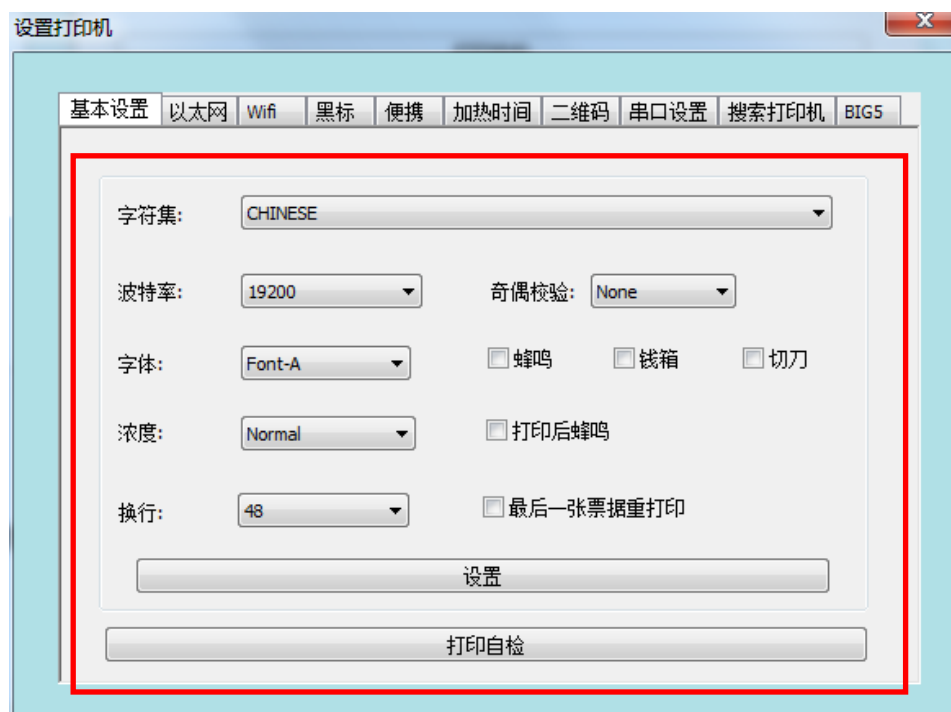 设置打印机
基本设置 以太网 Wifi 黑标 便携 加热时间 二维码 串口设置 搜索打印机 BIG5
字符集: CHINESE
波特率: 19200 奇偶校验: None
字体: Font-A 蜂鸣 钱箱 切刀
浓度: Normal 打印后蜂鸣
换行: 48 最后一张票据重打印
设置
打印自检